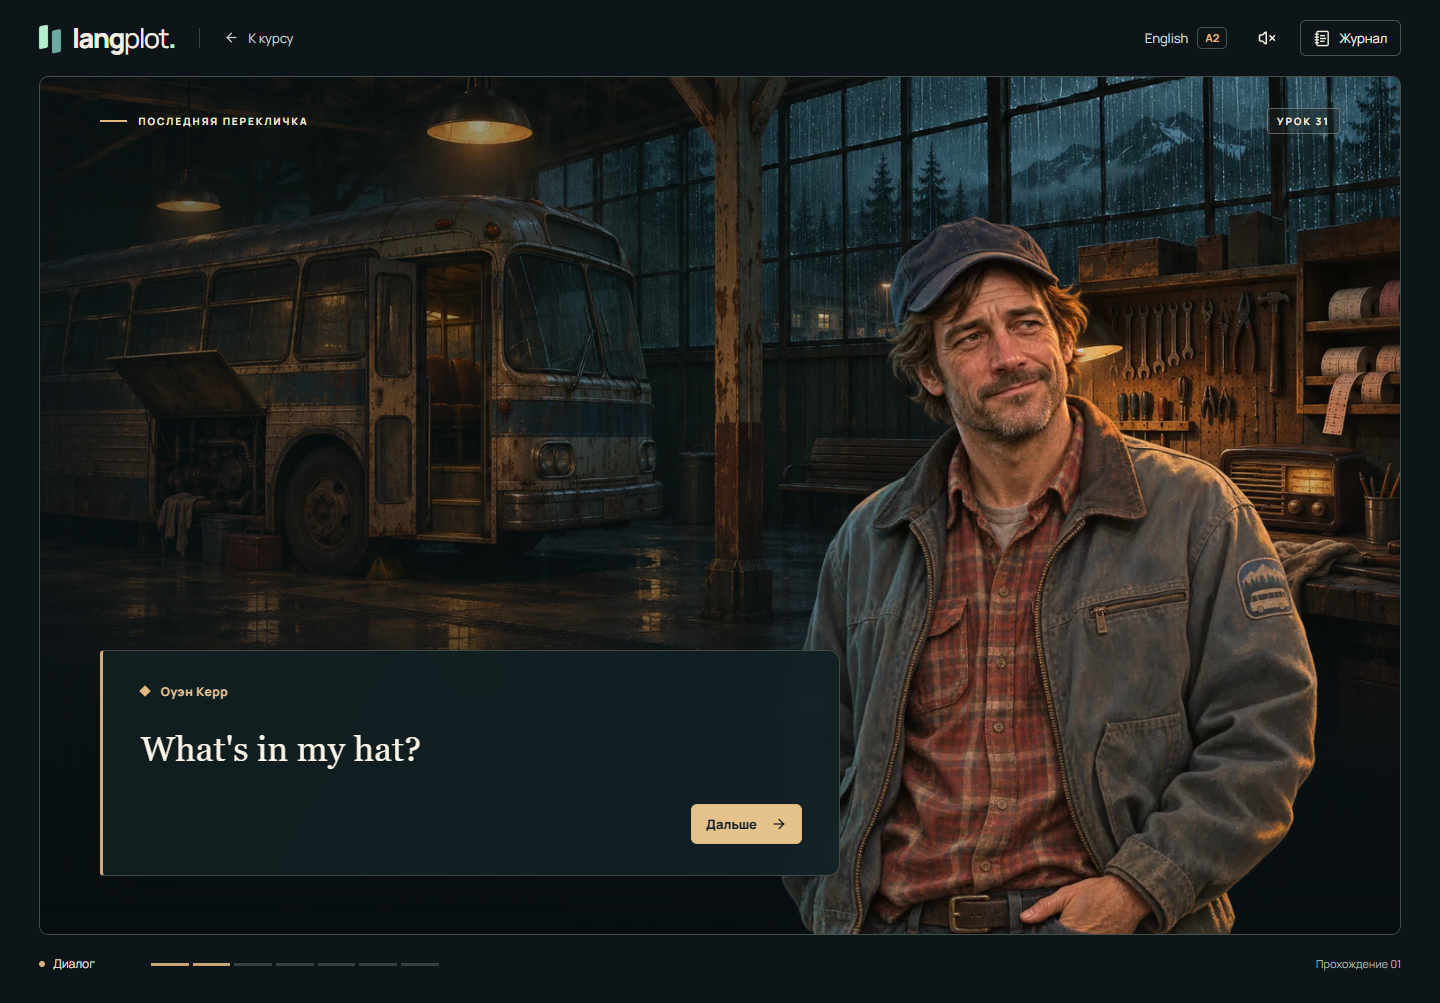 langplot.
К курсу
English A2
Журнал
ПОСЛЕДНЯЯ ПЕРЕКЛИЧКА
УРОК 31
Оуэн Керр
What's in my hat?
Дальше
Диалог
Прохождение 01